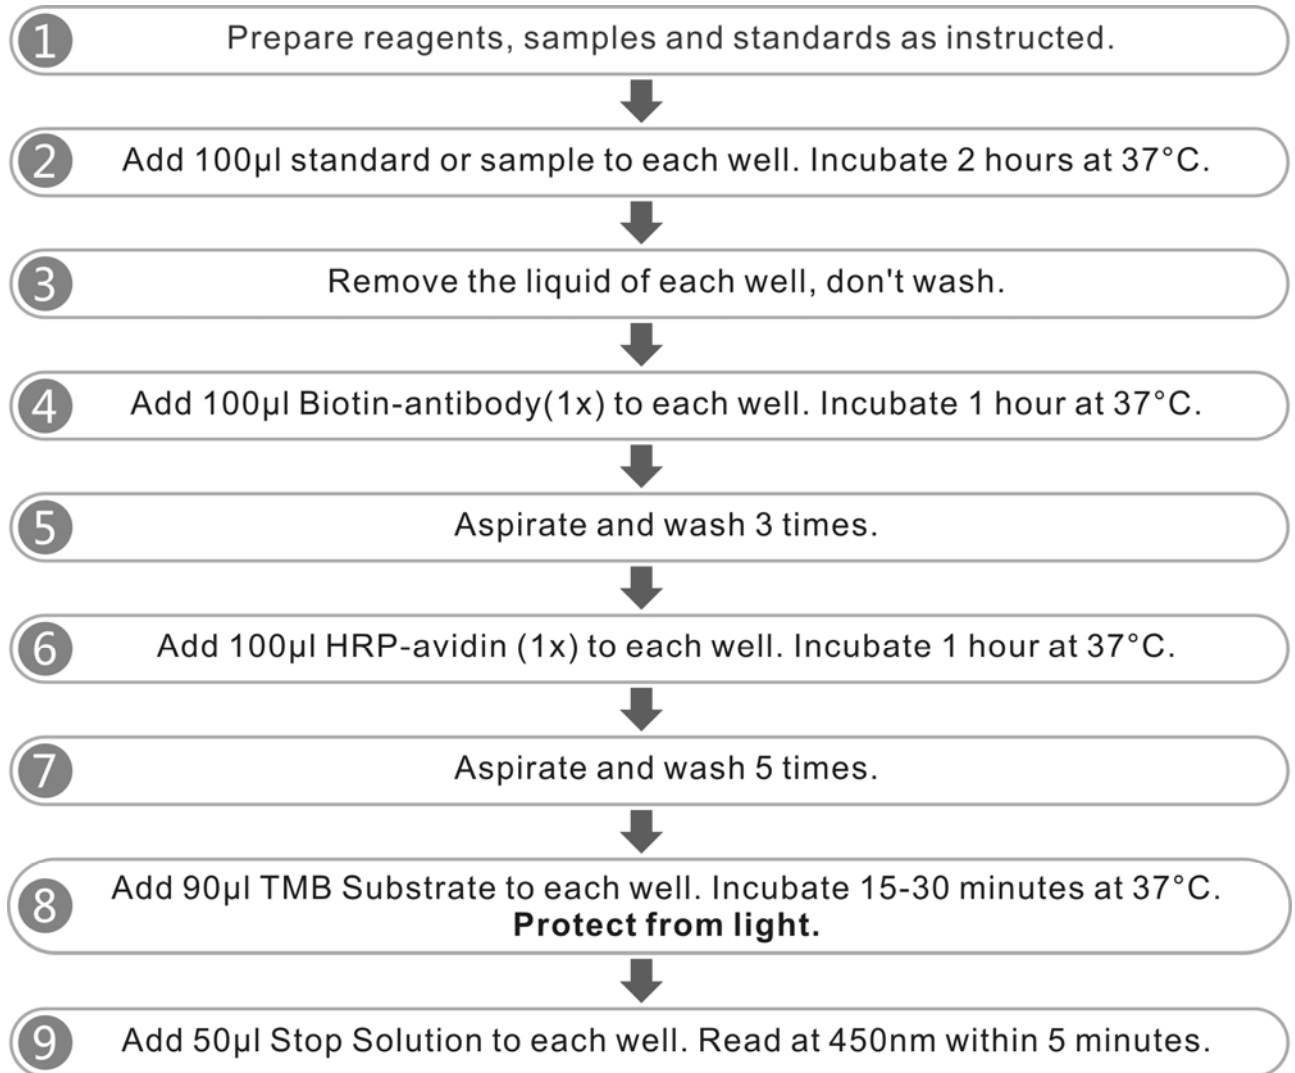 1 Prepare reagents, samples and standards as instructed.
2 Add 100μl standard or sample to each well. Incubate 2 hours at 37°C.
3 Remove the liquid of each well, don't wash.
4 Add 100μl Biotin-antibody(1x) to each well. Incubate 1 hour at 37°C.
5 Aspirate and wash 3 times.
6 Add 100μl HRP-avidin (1x) to each well. Incubate 1 hour at 37°C.
7 Aspirate and wash 5 times.
8 Add 90μl TMB Substrate to each well. Incubate 15-30 minutes at 37°C.
Protect from light.
9 Add 50μl Stop Solution to each well. Read at 450nm within 5 minutes.